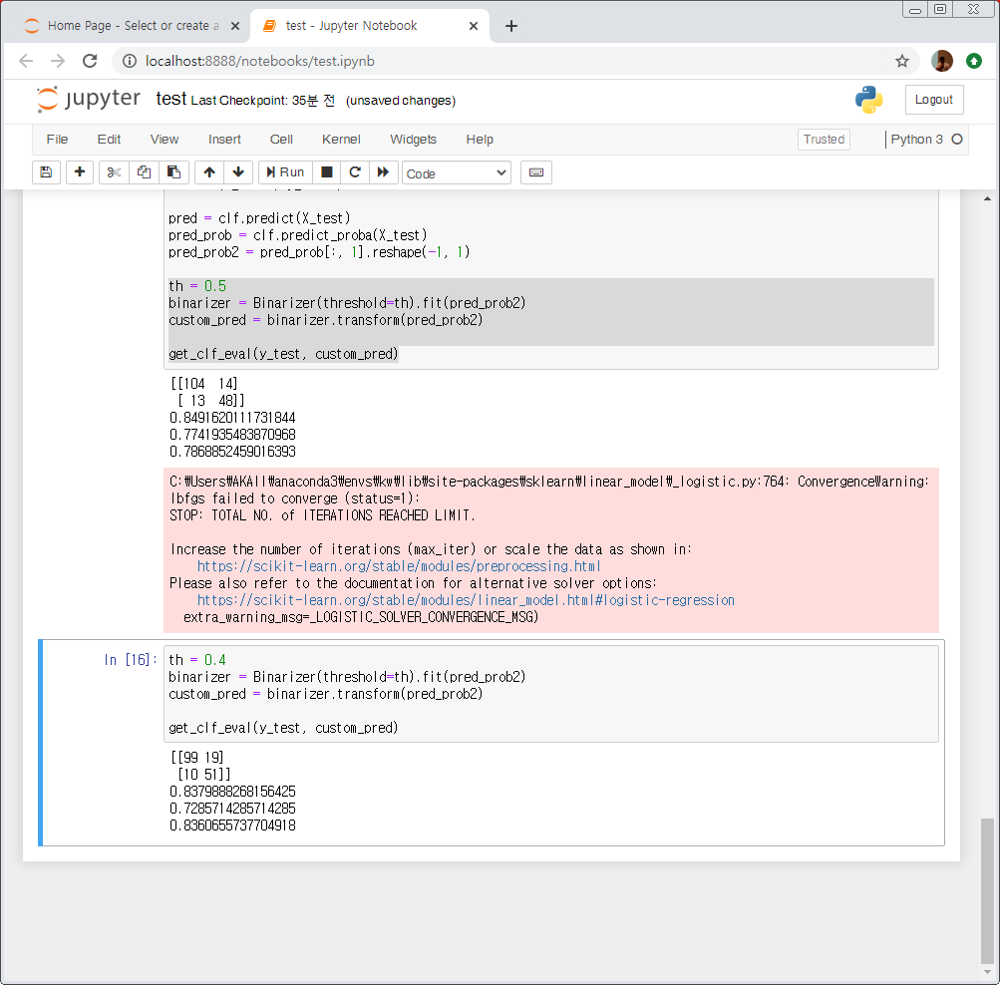 Home Page - Select or create a
test - Jupyter Notebook
localhost:8888/notebooks/test.ipynb
jupyter test Last Checkpoint: 35분 전 (unsaved changes)
Logout
File Edit View Insert Cell Kernel Widgets Help
Trusted
Python 3
Run
Code
pred = clf.predict(X_test)
pred_prob = clf.predict_proba(X_test)
pred_prob2 = pred_prob[:, 1].reshape(-1, 1)
th = 0.5
binarizer = Binarizer(threshold=th).fit(pred_prob2)
custom_pred = binarizer.transform(pred_prob2)
get_clf_eval(y_test, custom_pred)
[[104  14]
 [ 13  48]]
0.8491620111731844
0.7741935483870968
0.7868852459016393
C:₩Users₩AKAII₩anaconda3₩envs₩kw₩lib₩site-packages₩sklearn₩linear_model₩_logistic.py:764: ConvergenceWarning:
lbfgs failed to converge (status=1):
STOP: TOTAL NO. of ITERATIONS REACHED LIMIT.
Increase the number of iterations (max_iter) or scale the data as shown in:
    https://scikit-learn.org/stable/modules/preprocessing.html
Please also refer to the documentation for alternative solver options:
    https://scikit-learn.org/stable/modules/linear_model.html#logistic-regression
  extra_warning_msg=_LOGISTIC_SOLVER_CONVERGENCE_MSG)
In [16]:
th = 0.4
binarizer = Binarizer(threshold=th).fit(pred_prob2)
custom_pred = binarizer.transform(pred_prob2)
get_clf_eval(y_test, custom_pred)
[[99 19]
 [10 51]]
0.8379888268156425
0.7285714285714285
0.8360655737704918